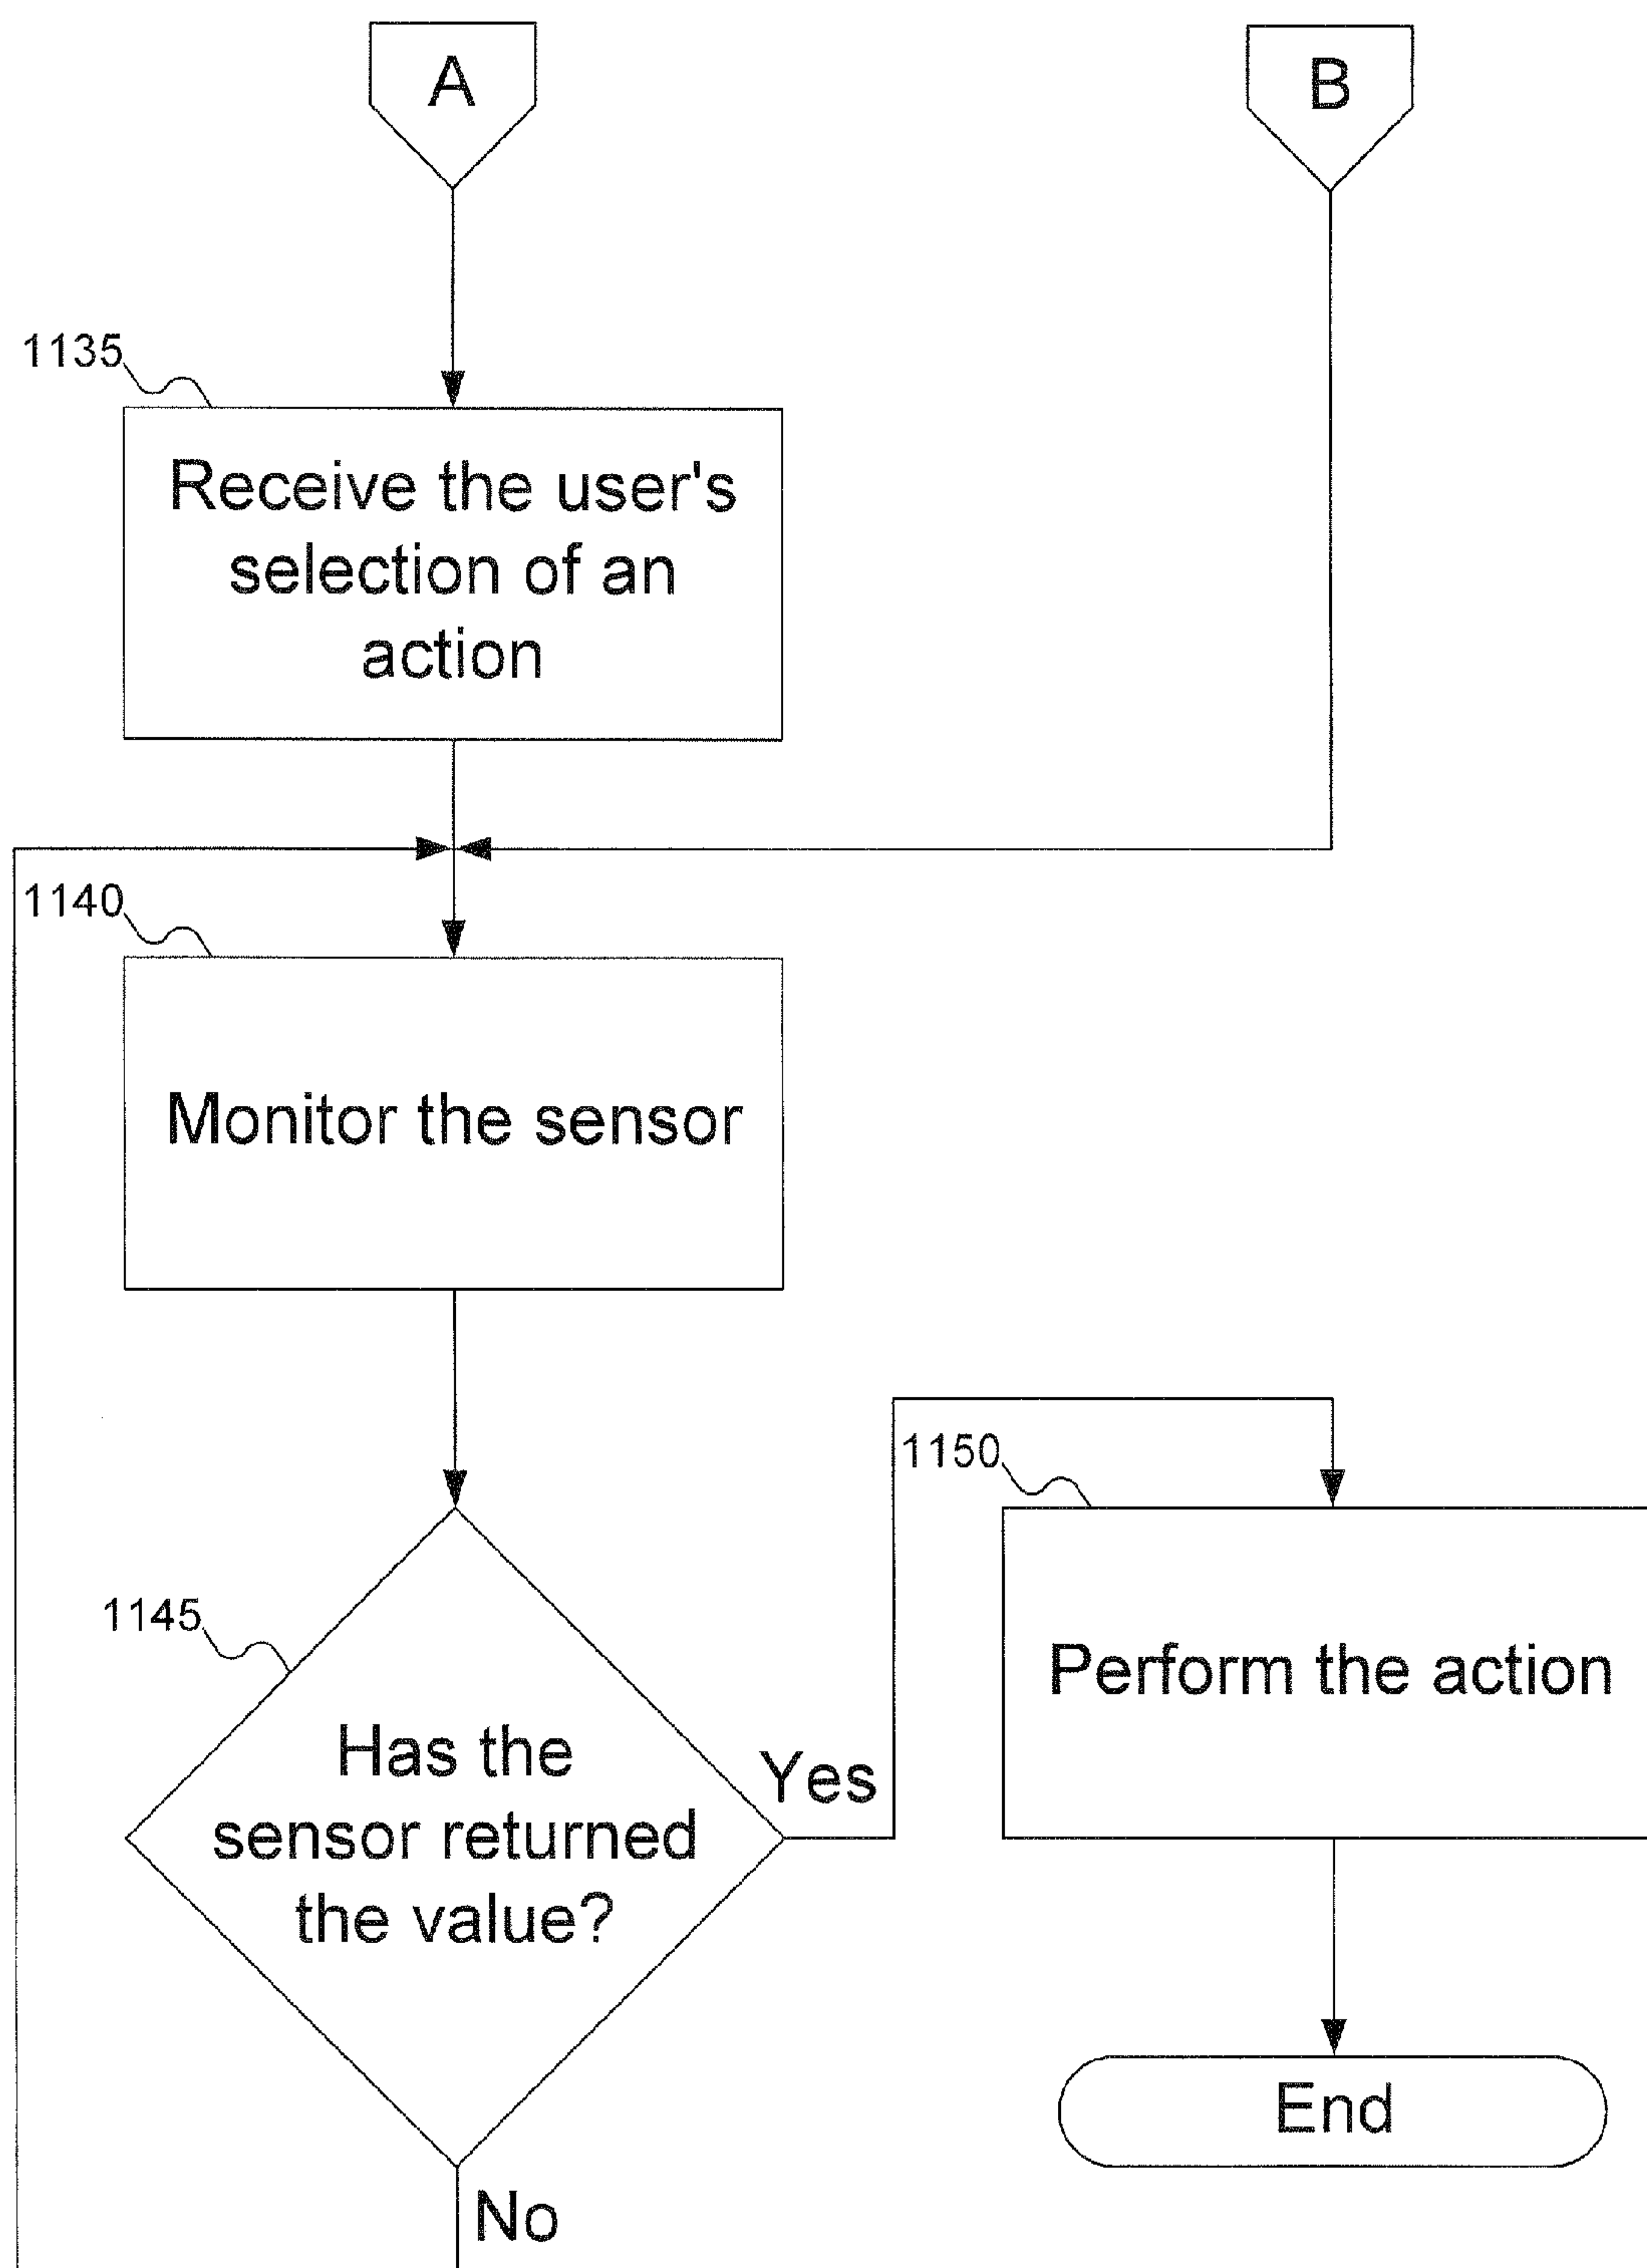 A
B
1135
Receive the user's
selection of an
action
1140
Monitor the sensor
1145
Has the
sensor returned
the value?
Yes
No
1150
Perform the action
End